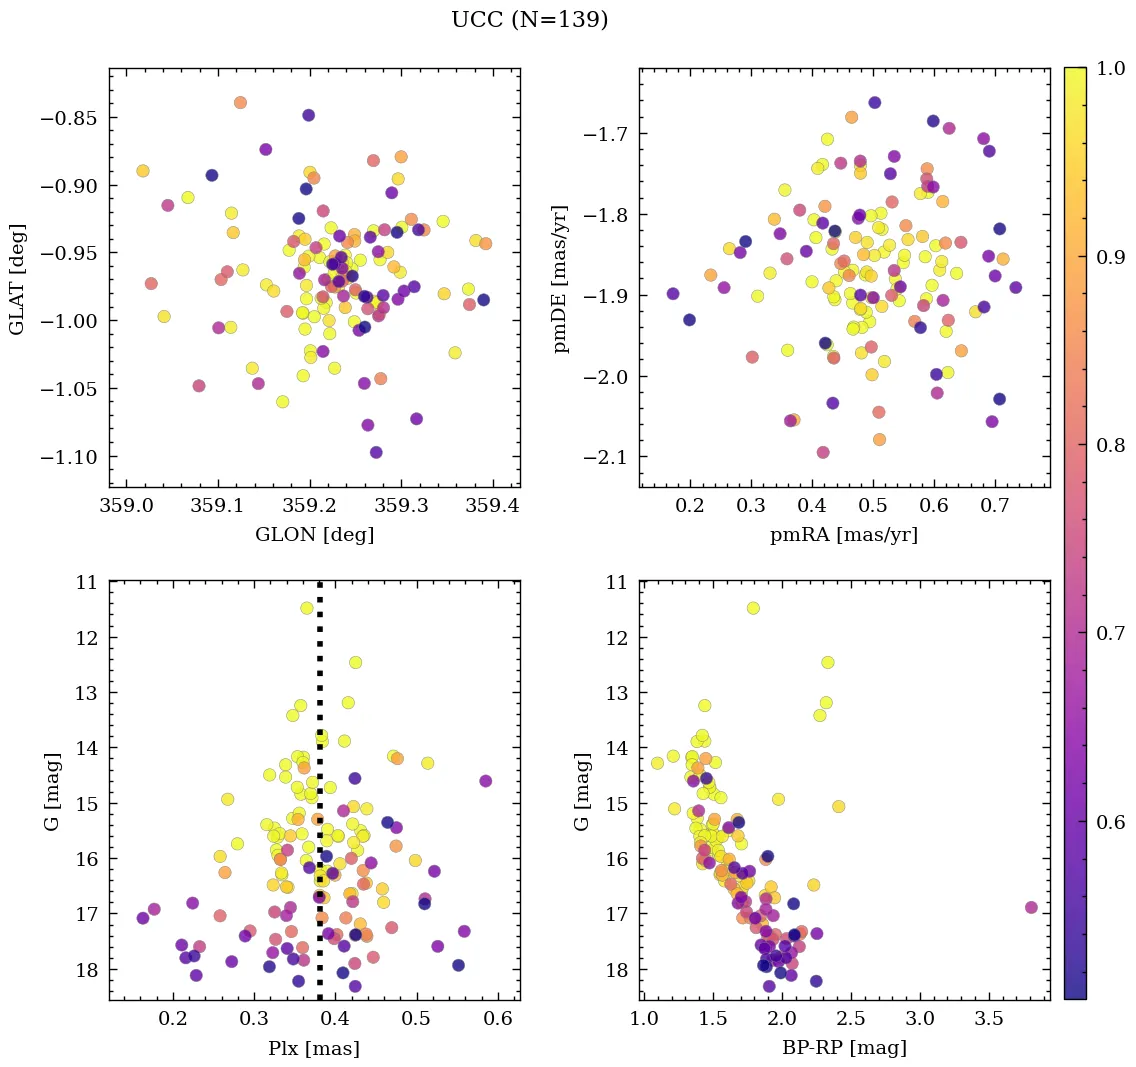 UCC (N=139)
−0.85
−0.90
−0.95
−1.00
−1.05
−1.10
GLAT [deg]
359.0 359.1 359.2 359.3 359.4
GLON [deg]
−1.7
−1.8
−1.9
−2.0
−2.1
pmDE [mas/yr]
0.2 0.3 0.4 0.5 0.6 0.7
pmRA [mas/yr]
1.0
0.9
0.8
0.7
0.6
11
12
13
14
15
16
17
18
G [mag]
0.2 0.3 0.4 0.5 0.6
Plx [mas]
11
12
13
14
15
16
17
18
G [mag]
1.0 1.5 2.0 2.5 3.0 3.5
BP-RP [mag]